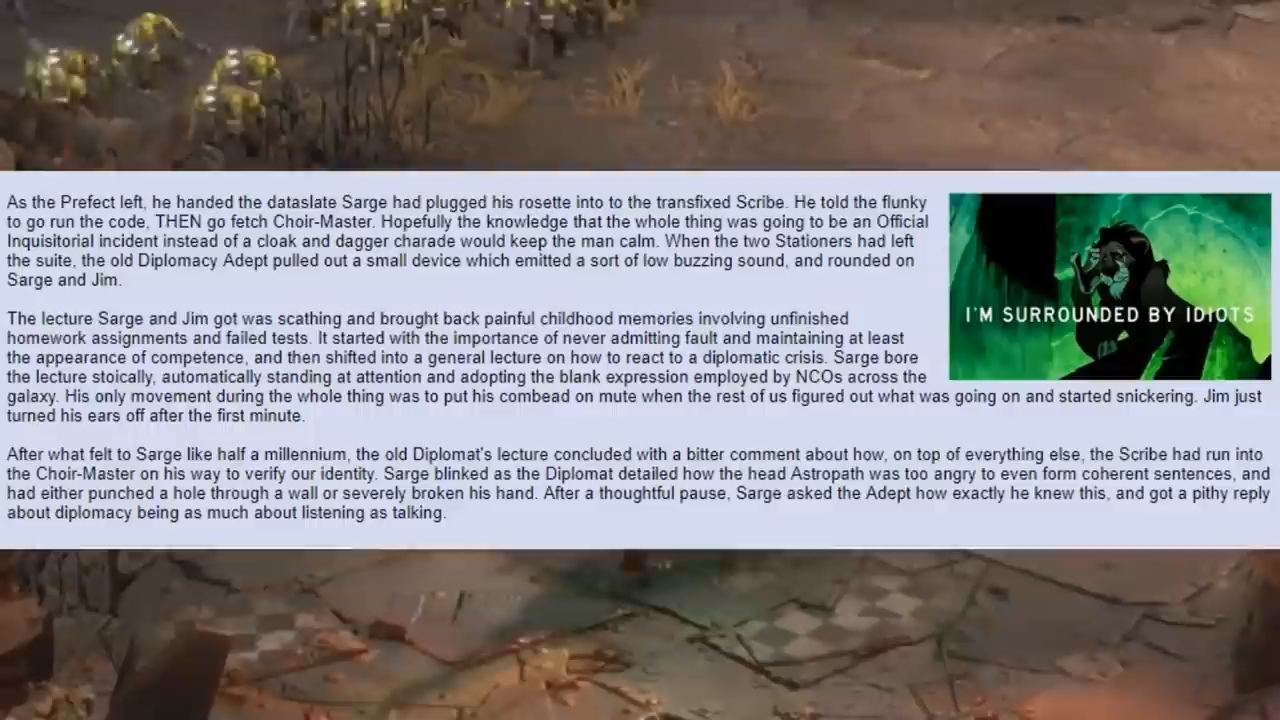 As the Prefect left, he handed the dataslate Sarge had plugged his rosette into to the transfixed Scribe. He told the flunky
to go run the code, THEN go fetch Choir-Master. Hopefully the knowledge that the whole thing was going to be an Official
Inquisitorial incident instead of a cloak and dagger charade would keep the man calm. When the two Stationers had left
the suite, the old Diplomacy Adept pulled out a small device which emitted a sort of low buzzing sound, and rounded on
Sarge and Jim.
I'M SURROUNDED BY IDIOTS
The lecture Sarge and Jim got was scathing and brought back painful childhood memories involving unfinished
homework assignments and failed tests. It started with the importance of never admitting fault and maintaining at least
the appearance of competence, and then shifted into a general lecture on how to react to a diplomatic crisis. Sarge bore
the lecture stoically, automatically standing at attention and adopting the blank expression employed by NCOs across the
galaxy. His only movement during the whole thing was to put his combead on mute when the rest of us figured out what was going on and started snickering. Jim just
turned his ears off after the first minute.
After what felt to Sarge like half a millennium, the old Diplomat's lecture concluded with a bitter comment about how, on top of everything else, the Scribe had run into
the Choir-Master on his way to verify our identity. Sarge blinked as the Diplomat detailed how the head Astropath was too angry to even form coherent sentences, and
had either punched a hole through a wall or severely broken his hand. After a thoughtful pause, Sarge asked the Adept how exactly he knew this, and got a pithy reply
about diplomacy being as much about listening as talking.